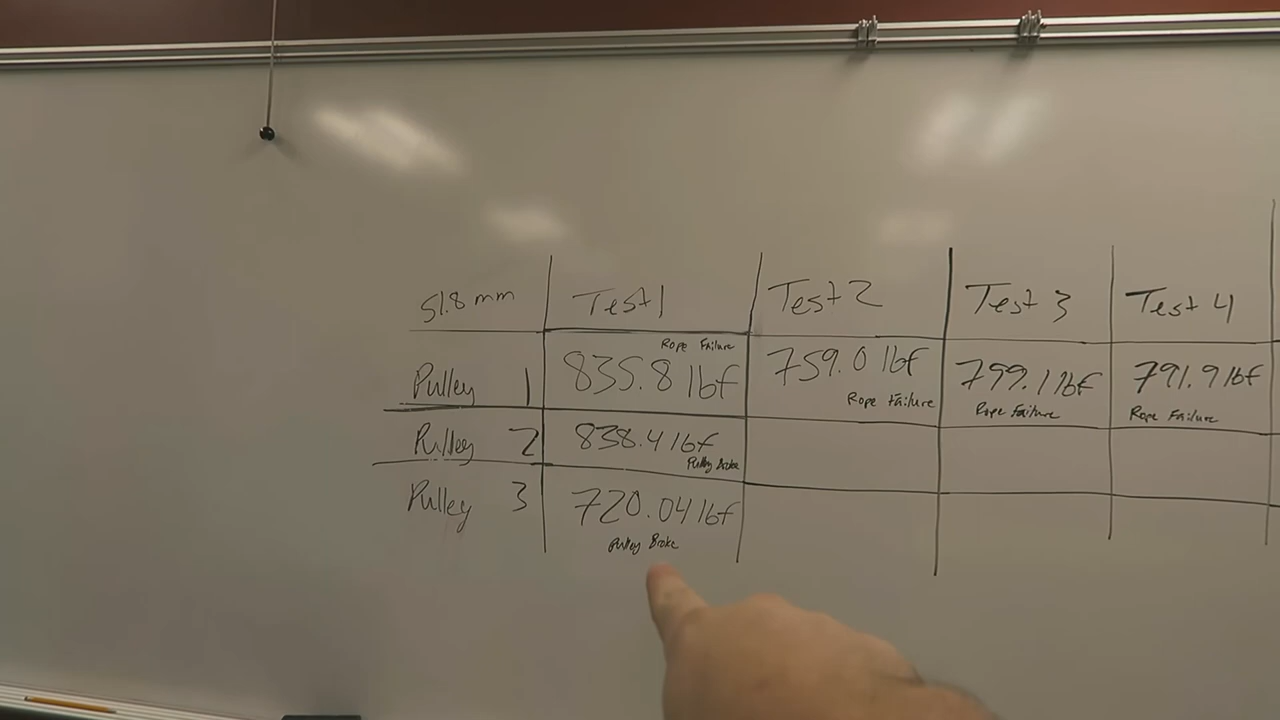 51.8 mm Test 1 Test 2 Test 3 Test 4
Rope Failure
Pulley 1 835.8 lbf 759.0 lbf 799.1 lbf 791.9 lbf
Rope Failure Rope Failure Rope Failure
Pulley 2 838.4 lbf
Pulley Broke
Pulley 3 720.04 lbf
Pulley Broke